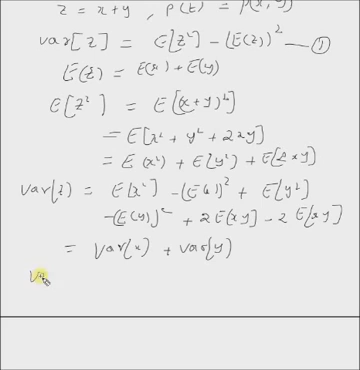 z = x+y , p(z) = p(x, y)
var[z] = E[z²] - (E(z))² — ①
E(z) = E(x) + E(y)
E[z²] = E[(x+y)²]
= E[x² + y² + 2xy]
= E(x²) + E[y²) + E[2xy]
var(z) = E[x²] - (E(x))² + E[y²]
-(E(y))² + 2E(xy) - 2E[xy]
= var(x) + var(y)